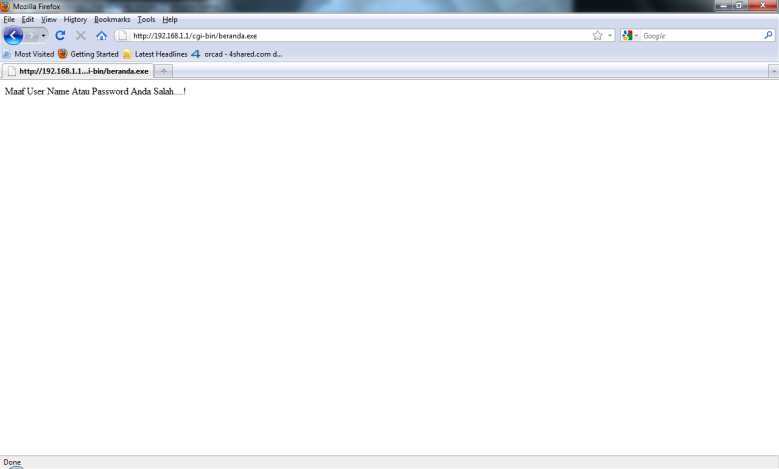 Mozilla Firefox
File Edit View History Bookmarks Tools Help
http://192.168.1.1/cgi-bin/beranda.exe
Google
Most Visited Getting Started Latest Headlines orcad - 4shared.com d...
http://192.168.1.1...i-bin/beranda.exe
Maaf User Name Atau Password Anda Salah....!
Done